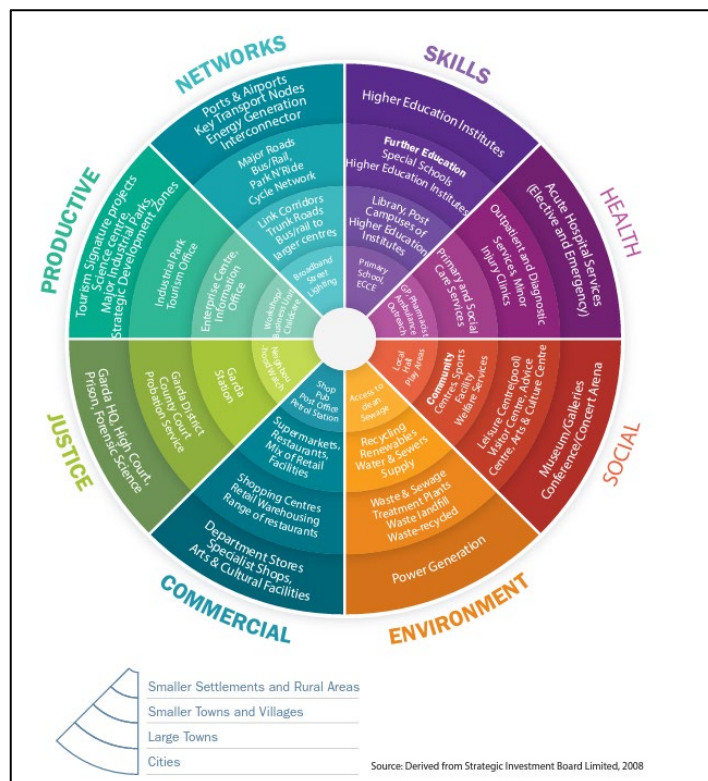 NETWORKS
Ports & Airports
Key Transport Nodes
Energy Generation
Interconnector
Major Roads
Bus/Rail,
Park N'Ride
Cycle Network
Link Corridors
Trunk Roads
Bus/rail to
larger centres
Broadband
Street
Lighting
SKILLS
Higher Education Institutes
Further Education
Special Schools
Higher Education Institutes
Library, Post
Campuses of
Higher Education
Institutes
Primary
School,
ECCE
HEALTH
Acute Hospital Services
(Elective and Emergency)
Outpatient and Diagnostic
Services, Minor
Injury Clinics
Primary and Social
Care Services
GP Pharmacist
Ambulance
Outreach
SOCIAL
Museum/Galleries
Conference/Concert Arena
Leisure Centre(pool)
Visitor Centre, Advice
Centre, Arts & Culture Centre
Community
Centres Sports
Facility
Welfare Services
Local
Hall
Play Areas
ENVIRONMENT
Access to
clean
Sewage
Recycling
Renewables
Water & Sewers
Supply
Waste & Sewage
Treatment Plants
Waste landfill
Waste-recycled
Power Generation
COMMERCIAL
Shop
Pub
Post Office
Petrol Station
Supermarkets,
Restaurants,
Mix of Retail
Facilities
Shopping Centres
Retail Warehousing
Range of restaurants
Department Stores
Specialist Shops,
Arts & Cultural Facilities
JUSTICE
Garda HQ, High Court,
Prison, Forensic Science
Garda District
County Court
Probation Service
Garda
Station
PRODUCTIVE
Tourism Signature projects
Science centre,
Major Industrial Parks,
Strategic Development Zones
Industrial Park
Tourism Office
Enterprise Centre,
Information
Office
Workshop/
Business Unit
Childcare
Smaller Settlements and Rural Areas
Smaller Towns and Villages
Large Towns
Cities
Source: Derived from Strategic Investment Board Limited, 2008